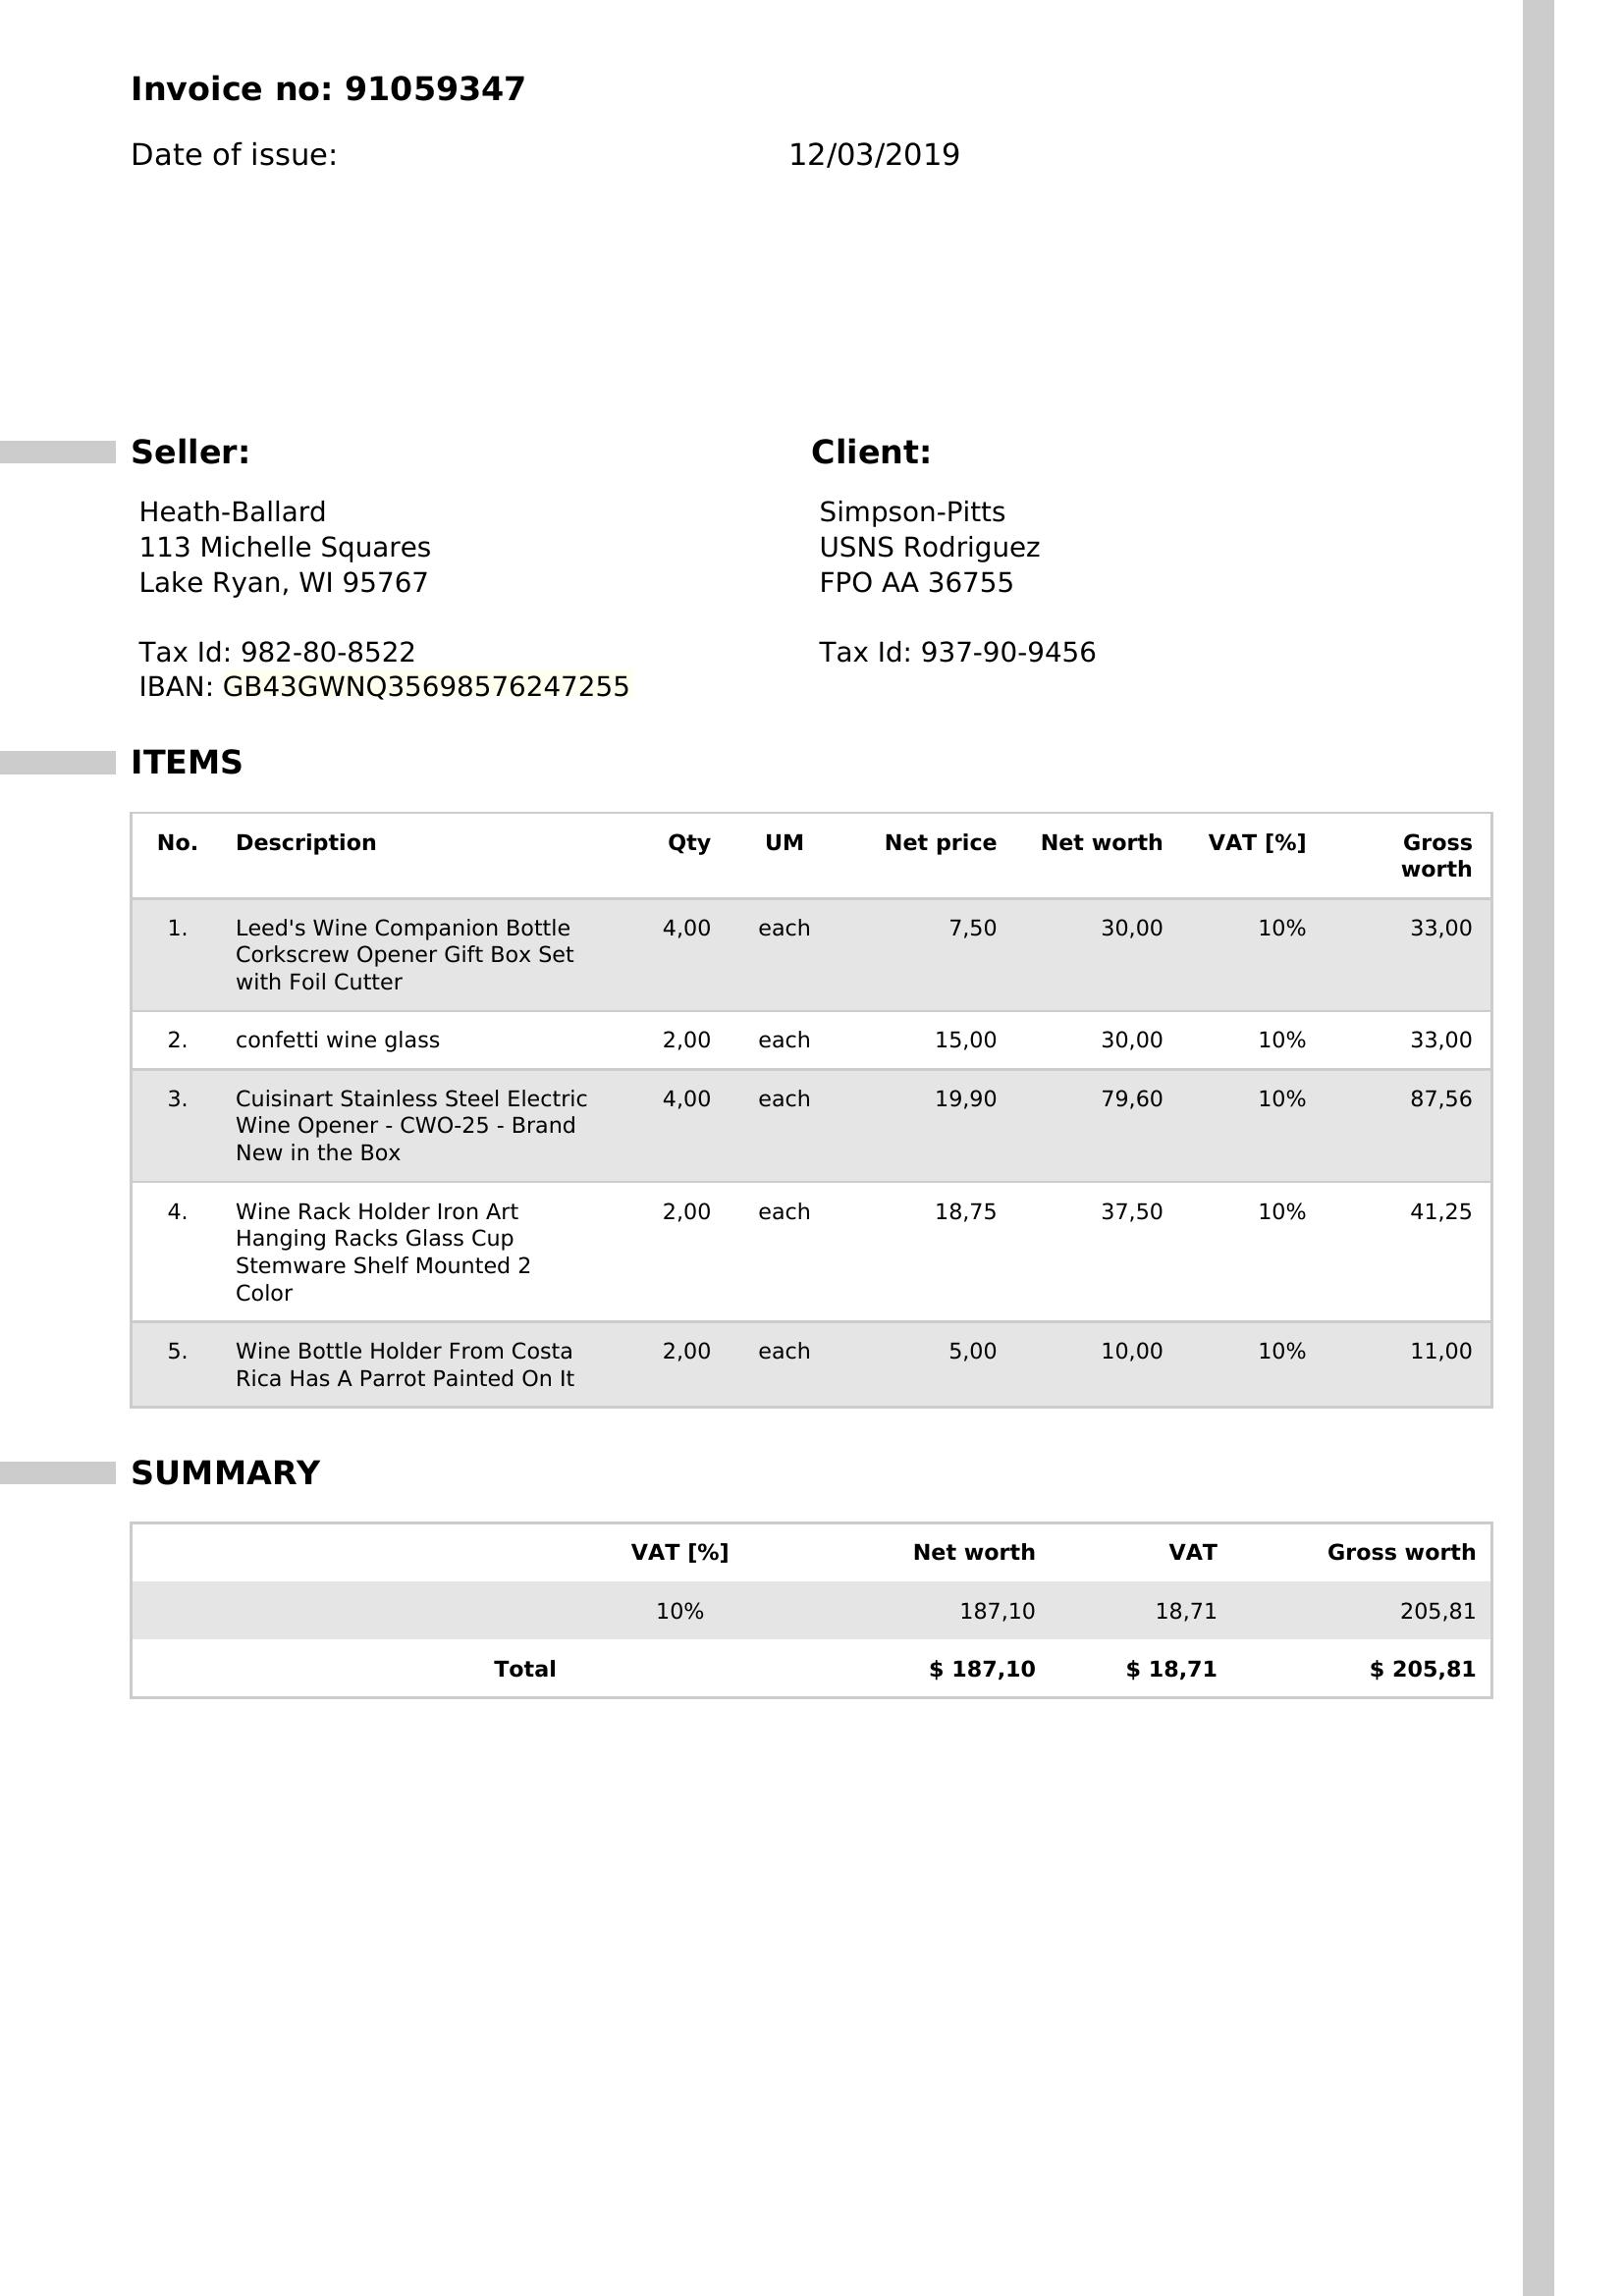 Invoice no: 91059347
Date of issue: 12/03/2019
Seller:
Heath-Ballard
113 Michelle Squares
Lake Ryan, WI 95767
Tax Id: 982-80-8522
IBAN: GB43GWNQ35698576247255
Client:
Simpson-Pitts
USNS Rodriguez
FPO AA 36755
Tax Id: 937-90-9456
ITEMS
No. Description Qty UM Net price Net worth VAT [%] Gross
worth
1. Leed's Wine Companion Bottle 4,00 each 7,50 30,00 10% 33,00
Corkscrew Opener Gift Box Set
with Foil Cutter
2. confetti wine glass 2,00 each 15,00 30,00 10% 33,00
3. Cuisinart Stainless Steel Electric 4,00 each 19,90 79,60 10% 87,56
Wine Opener - CWO-25 - Brand
New in the Box
4. Wine Rack Holder Iron Art 2,00 each 18,75 37,50 10% 41,25
Hanging Racks Glass Cup
Stemware Shelf Mounted 2
Color
5. Wine Bottle Holder From Costa 2,00 each 5,00 10,00 10% 11,00
Rica Has A Parrot Painted On It
SUMMARY
VAT [%] Net worth VAT Gross worth
10% 187,10 18,71 205,81
Total $ 187,10 $ 18,71 $ 205,81